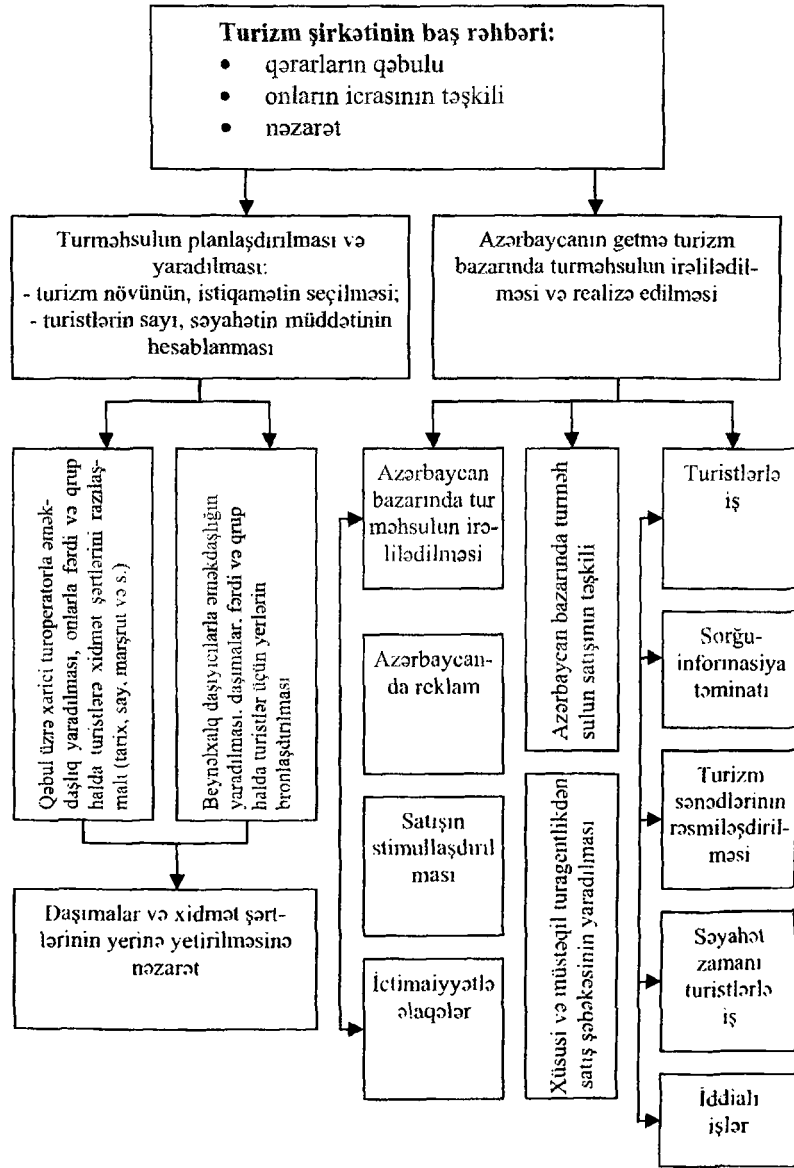 Turizm şirkətinin baş rəhbəri:
• qərarların qəbulu
• onların icrasının təşkili
• nəzarət
Turməhsulun planlaşdırılması və
yaradılması:
- turizm növünün, istiqamətin seçilməsi;
- turistlərin sayı, səyahətin müddətinin
hesablanması
Azərbaycanın getmə turizm
bazarında turməhsulun irəlilədil-
məsi və realizə edilməsi
Qəbul üzrə xarici turoperatorla əmək-
daşlıq yaradılması, onlarla fərdi və qrup
halda turistlərə xidmət şərtlərini razılaş-
malı (tarix, say, marşrut və s.)
Beynəlxalq daşıyıcılarla əməkdaşlığın
yaradılması. daşımalar. fərdi və qrup
halda turistlər üçün yerlərin
bronlaşdırılması
Daşımalar və xidmət şərt-
lərinin yerinə yetirilməsinə
nəzarət
Azərbaycan
bazarında tur
məhsulun irə-
lilədilməsi
Azərbaycan-
da reklam
Satışın
stimullaşdırıl
ması
İctimaiyyətlə
əlaqələr
Azərbaycan bazarında turməh
sulun satışının təşkili
Xüsusi və müstəqil turagentlikdən
satış şəbəkəsinin yaradılması
Turistlərlə
iş
Sorğu-
informasiya
təminatı
Turizm
sənədlərinin
rəsmiləşdiril-
məsi
Səyahət
zamanı
turistlərlə
iş
İddialı
işlər